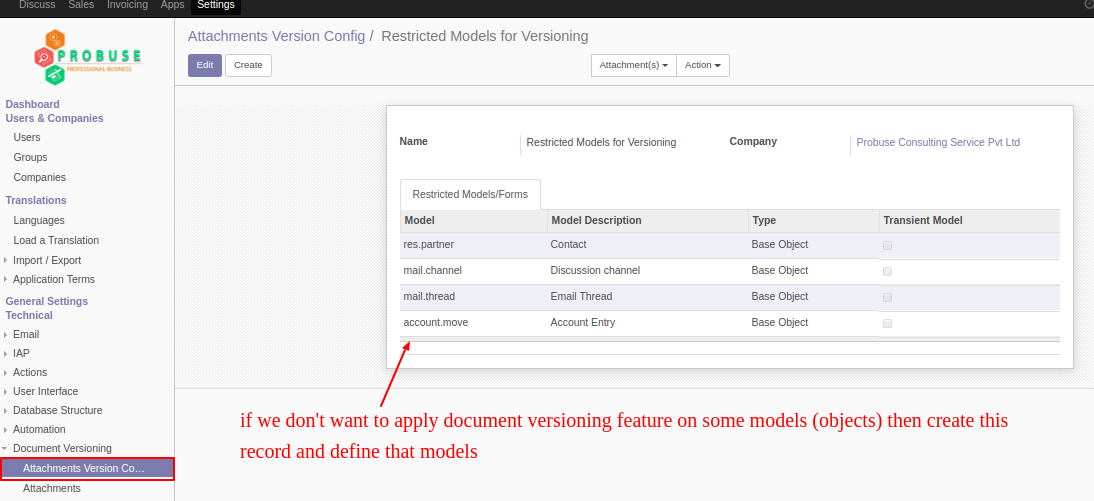 Discuss Sales Invoicing Apps Settings
PROBUSE
PROFESSIONAL BUSINESS
Attachments Version Config / Restricted Models for Versioning
Edit Create Attachment(s) Action
Dashboard
Users & Companies
Users
Groups
Companies
Translations
Languages
Load a Translation
Import / Export
Application Terms
General Settings
Technical
Email
IAP
Actions
User Interface
Database Structure
Automation
Document Versioning
Attachments Version Co...
Attachments
Name Restricted Models for Versioning Company Probuse Consulting Service Pvt Ltd
Restricted Models/Forms
Model Model Description Type Transient Model
res.partner Contact Base Object
mail.channel Discussion channel Base Object
mail.thread Email Thread Base Object
account.move Account Entry Base Object
if we don't want to apply document versioning feature on some models (objects) then create this
record and define that models